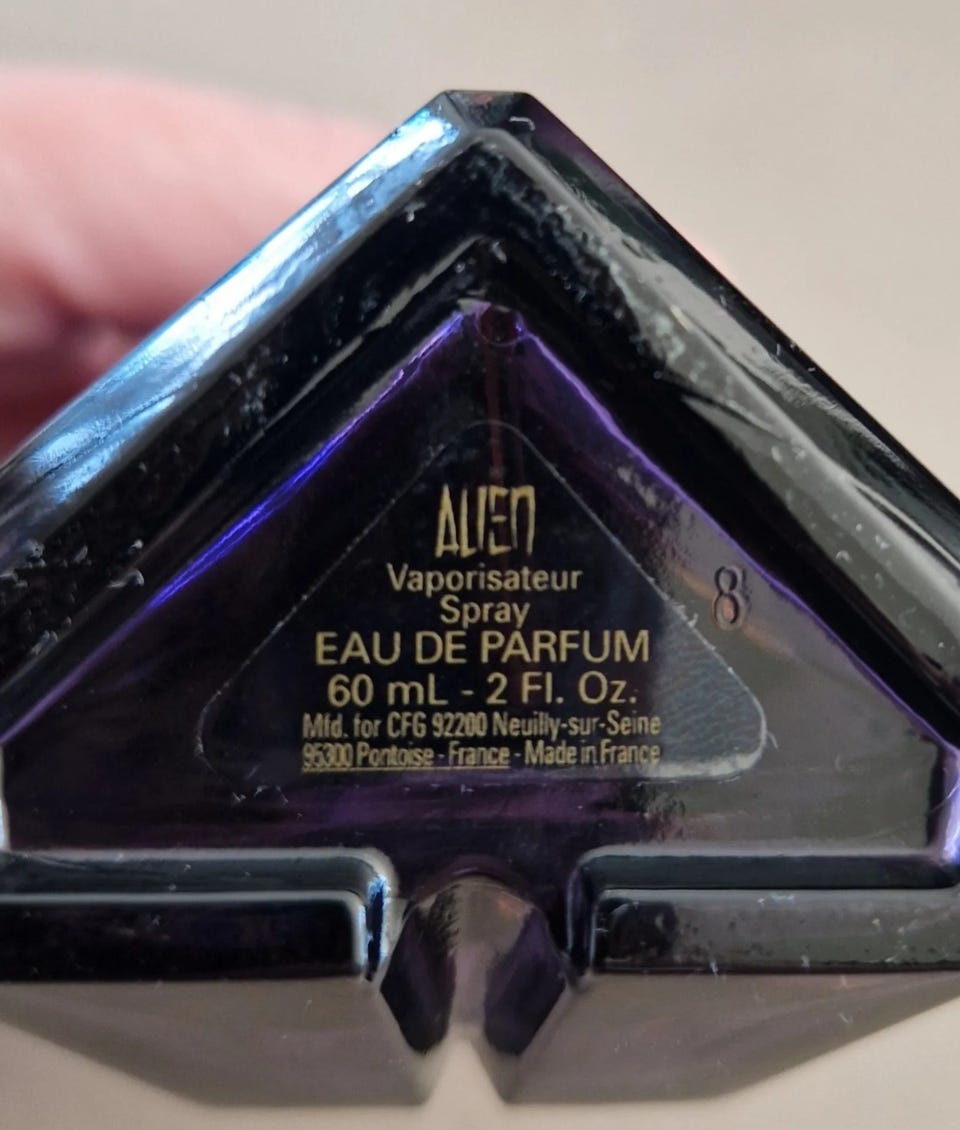 ALIEN
Vaporisateur
Spray
EAU DE PARFUM
60 mL - 2 Fl. Oz.
Mfd. for CFG 92200 Neuilly-sur-Seine
95300 Pontoise - France - Made in France
8